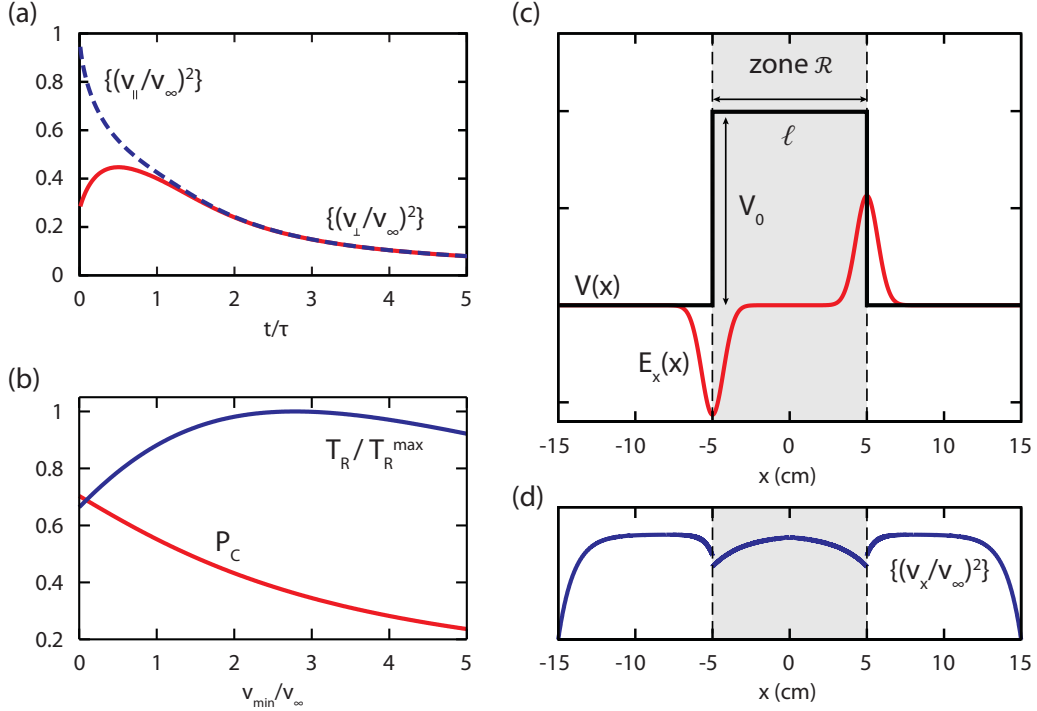 (a)
1
0.8
0.6
0.4
0.2
0
{(v∥/v∞)²}
{(v⊥/v∞)²}
0 1 2 3 4 5
t/τ
(b)
1
0.8
0.6
0.4
0.2
T_R / T_R^max
P_C
0 1 2 3 4 5
v_min/v∞
(c)
zone ℛ
ℓ
V₀
V(x)
E_x(x)
-15 -10 -5 0 5 10 15
x (cm)
(d)
{(v_x/v∞)²}
-15 -10 -5 0 5 10 15
x (cm)